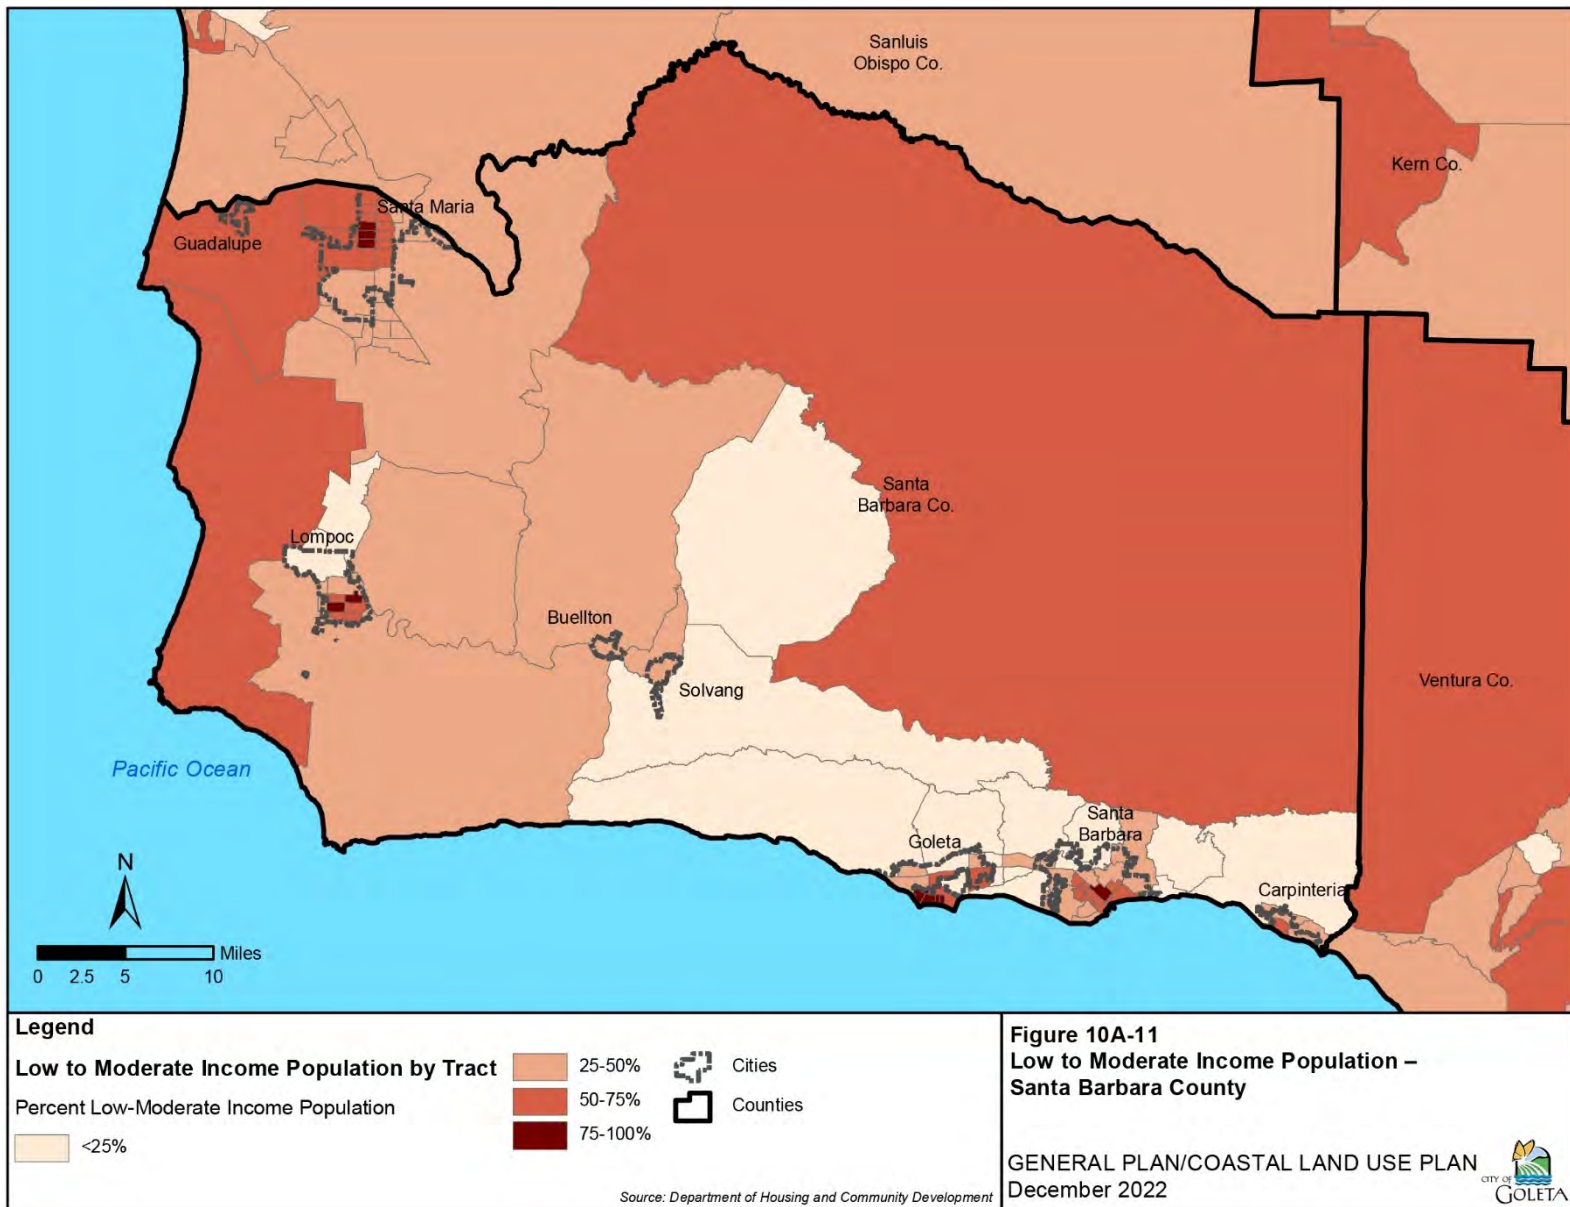 Sanluis
Obispo Co.
Kern Co.
Santa Maria
Guadalupe
Santa
Barbara Co.
Lompoc
Buellton
Solvang
Ventura Co.
Pacific Ocean
Santa
Barbara
Goleta
Carpinteria
N
Miles
0 2.5 5 10
Legend
Low to Moderate Income Population by Tract
Percent Low-Moderate Income Population
<25%
25-50%
50-75%
75-100%
Cities
Counties
Source: Department of Housing and Community Development
Figure 10A-11
Low to Moderate Income Population –
Santa Barbara County
GENERAL PLAN/COASTAL LAND USE PLAN
December 2022
CITY OF
GOLETA